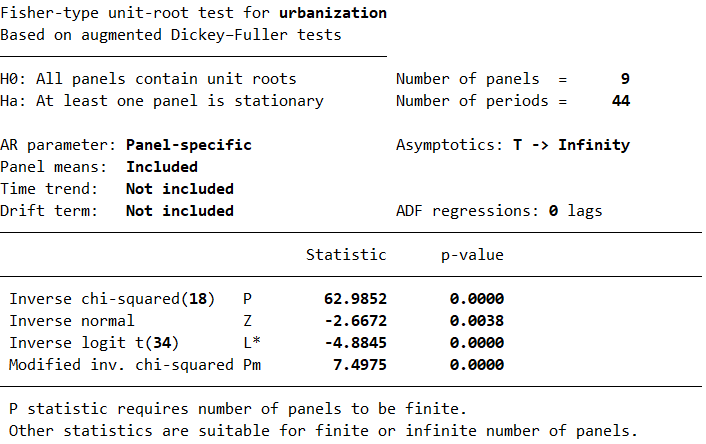 Fisher-type unit-root test for urbanization
Based on augmented Dickey–Fuller tests
H0: All panels contain unit roots Number of panels = 9
Ha: At least one panel is stationary Number of periods = 44
AR parameter: Panel-specific Asymptotics: T -> Infinity
Panel means: Included
Time trend: Not included
Drift term: Not included ADF regressions: 0 lags
Statistic p-value
Inverse chi-squared(18) P 62.9852 0.0000
Inverse normal Z -2.6672 0.0038
Inverse logit t(34) L* -4.8845 0.0000
Modified inv. chi-squared Pm 7.4975 0.0000
P statistic requires number of panels to be finite.
Other statistics are suitable for finite or infinite number of panels.